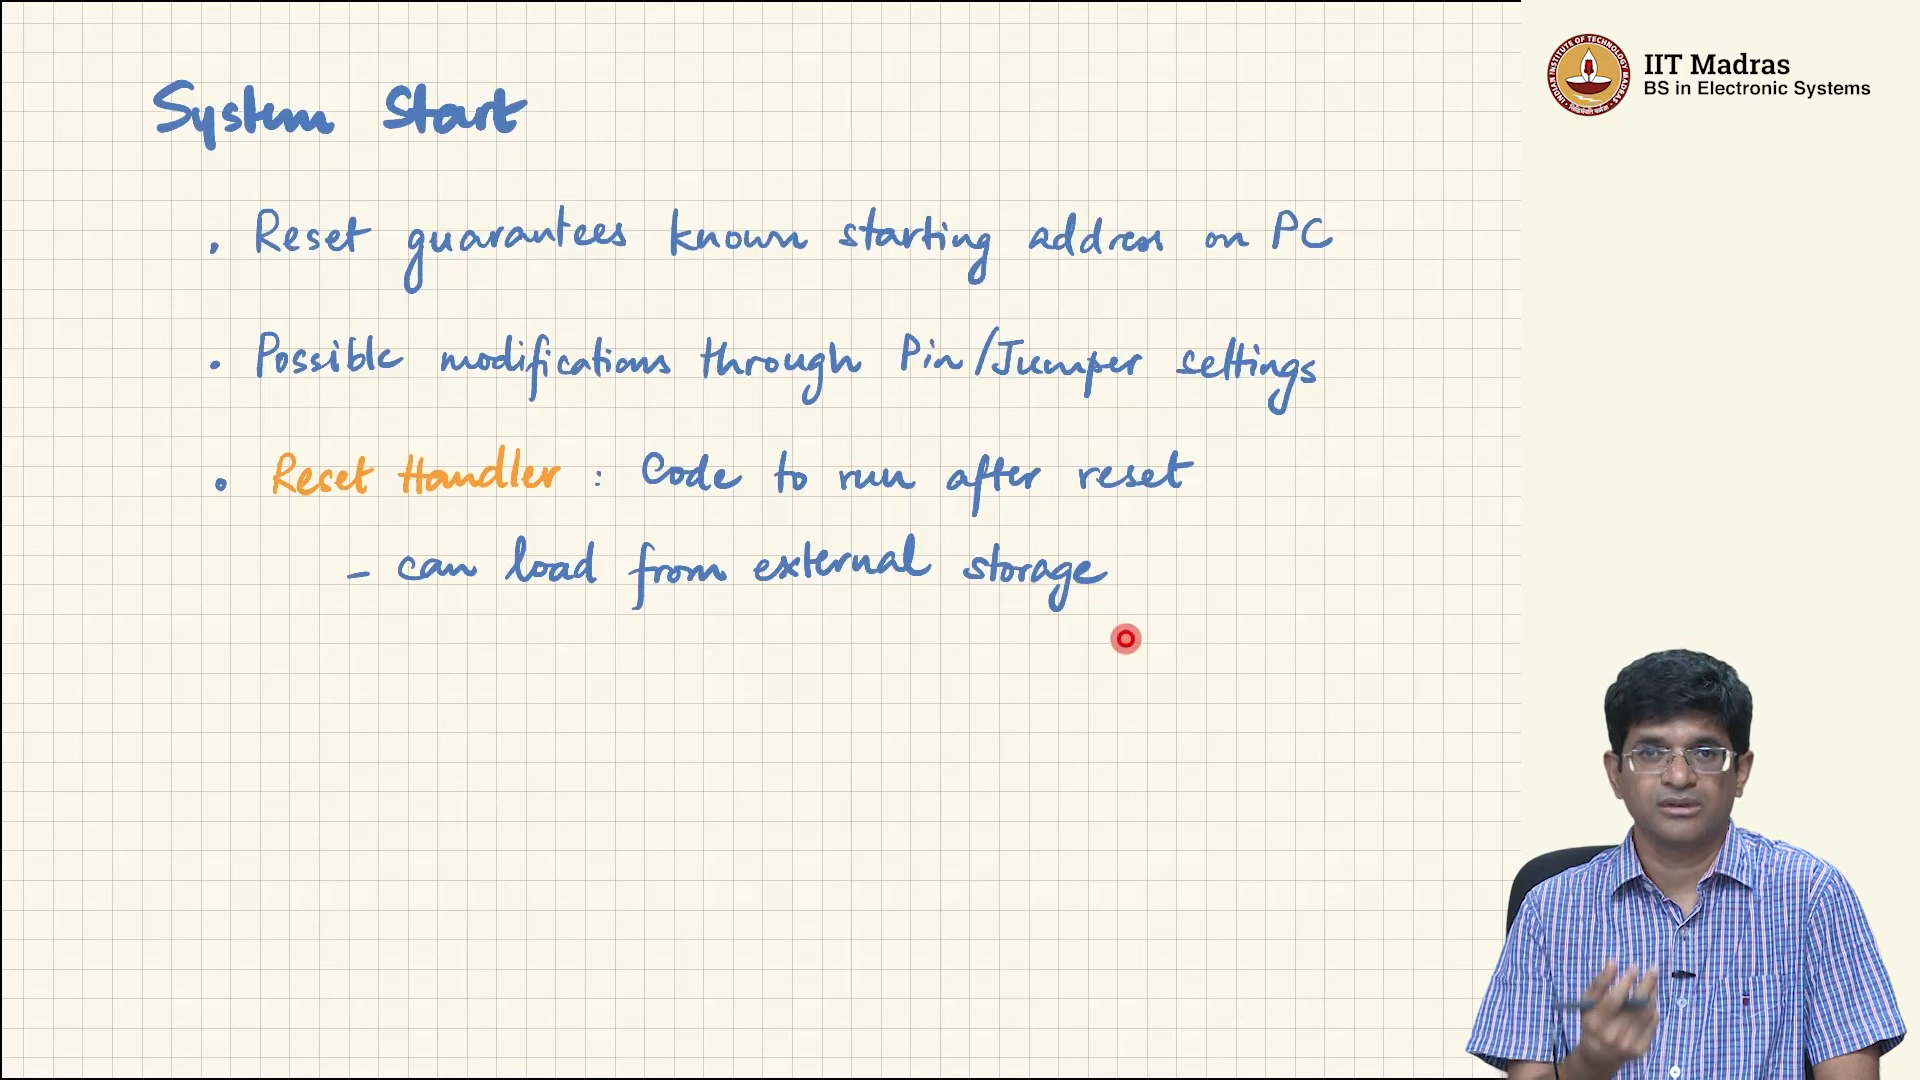 System Start
. Reset guarantees known starting address on PC
. Possible modifications through Pin/Jumper settings
. Reset Handler : Code to run after reset
- can load from external storage
IIT Madras
BS in Electronic Systems